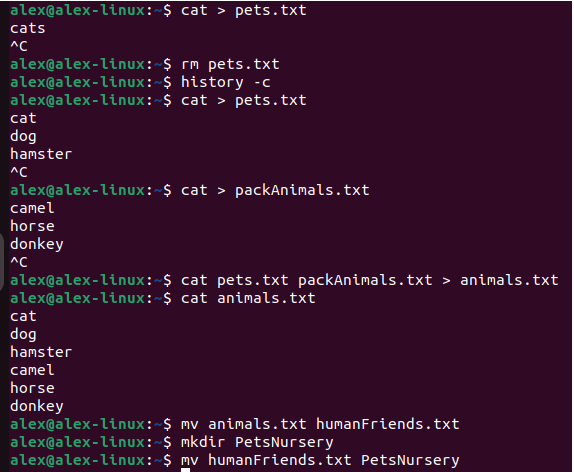 alex@alex-linux:~$ cat > pets.txt
cats
^C
alex@alex-linux:~$ rm pets.txt
alex@alex-linux:~$ history -c
alex@alex-linux:~$ cat > pets.txt
cat
dog
hamster
^C
alex@alex-linux:~$ cat > packAnimals.txt
camel
horse
donkey
^C
alex@alex-linux:~$ cat pets.txt packAnimals.txt > animals.txt
alex@alex-linux:~$ cat animals.txt
cat
dog
hamster
camel
horse
donkey
alex@alex-linux:~$ mv animals.txt humanFriends.txt
alex@alex-linux:~$ mkdir PetsNursery
alex@alex-linux:~$ mv humanFriends.txt PetsNursery